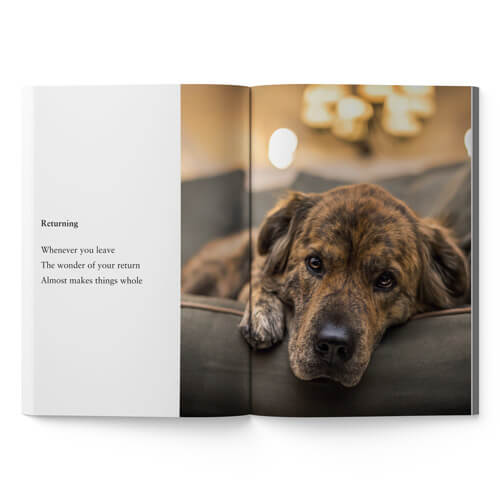 Returning
Whenever you leave
The wonder of your return
Almost makes things whole